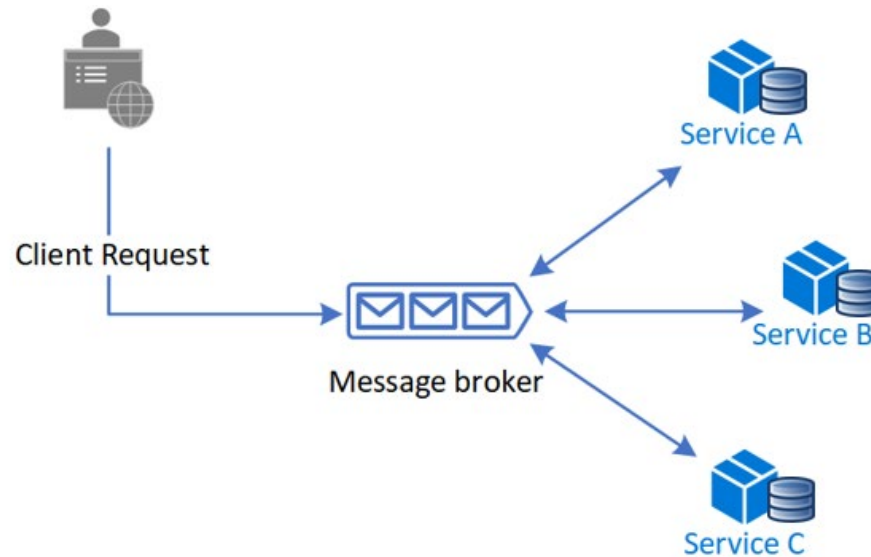 Service A
Client Request
Service B
Message broker
Service C